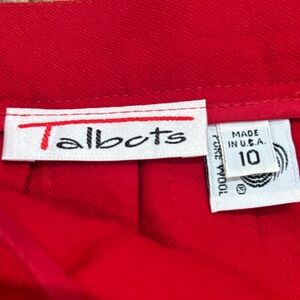 Talbots
MADE
IN U.S.A.
10
PURE WOOL
®